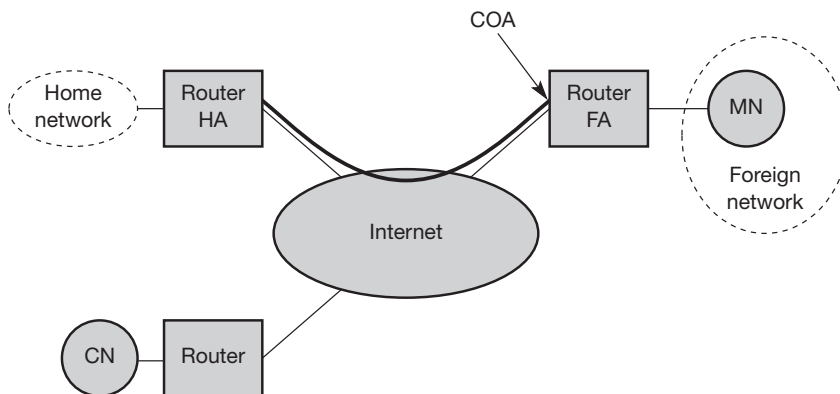 COA
Home
network
Router
HA
Router
FA
MN
Foreign
network
Internet
CN
Router